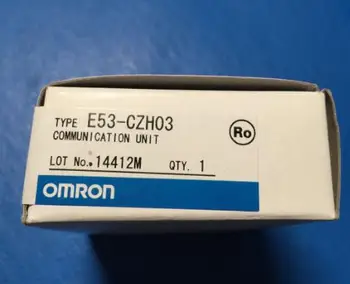 TYPE E53-CZH03
COMMUNICATION UNIT
Ro
LOT No.• 14412M QTY. 1
OMRON